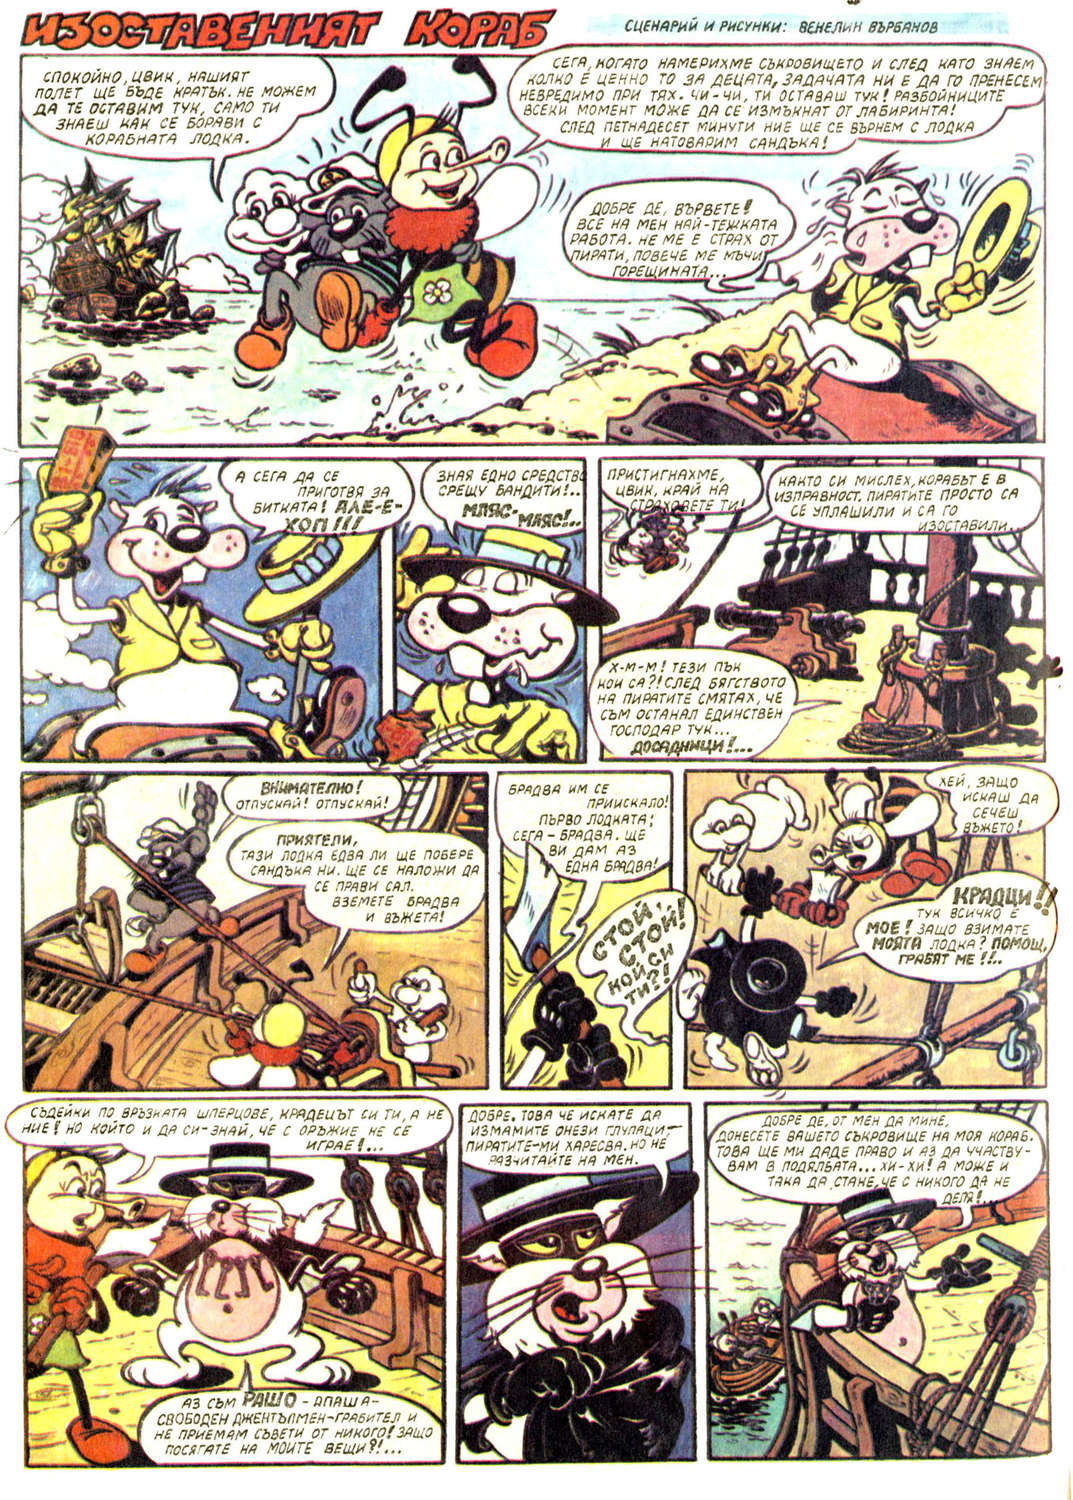 ИЗОСТАВЕНИЯТ КОРАБ
СЦЕНАРИЙ И РИСУНКИ: ВЕНЕЛИН ВЪРБАНОВ
СПОКОЙНО, ЦВИК, НАШИЯТ
ПОЛЕТ ЩЕ БЪДЕ КРАТЪК. НЕ МОЖЕМ
ДА ТЕ ОСТАВИМ ТУК, САМО ТИ
ЗНАЕШ КАК СЕ БОРАВИ С
КОРАБНАТА ЛОДКА.
СЕГА, КОГАТО НАМЕРИХМЕ СЪКРОВИЩЕТО И СЛЕД КАТО ЗНАЕМ
КОЛКО Е ЦЕННО ТО ЗА ДЕЦАТА, ЗАДАЧАТА НИ Е ДА ГО ПРЕНЕСЕМ
НЕВРЕДИМО ПРИ ТЯХ. ЧИ-ЧИ, ТИ ОСТАВАШ ТУК! РАЗБОЙНИЦИТЕ
ВСЕКИ МОМЕНТ МОЖЕ ДА СЕ ИЗМЪКНАТ ОТ ЛАБИРИНТА!
СЛЕД ПЕТНАДЕСЕТ МИНУТИ НИЕ ЩЕ СЕ ВЪРНЕМ С ЛОДКА
И ЩЕ НАТОВАРИМ САНДЪКА!
ДОБРЕ ДЕ, ВЪРВЕТЕ!
ВСЕ НА МЕН НАЙ-ТЕЖКАТА
РАБОТА. НЕ МЕ Е СТРАХ ОТ
ПИРАТИ, ПОВЕЧЕ МЕ МЪЧИ
ГОРЕЩИНАТА...
А СЕГА ДА СЕ
ПРИГОТВЯ ЗА
БИТКАТА! АЛЕ-Е-
ХОП!!!
ЗНАЯ ЕДНО СРЕДСТВО
СРЕЩУ БАНДИТИ!..
МЛЯС-МЛЯС!..
ПРИСТИГНАХМЕ,
ЦВИК, КРАЙ НА
СТРАХОВЕТЕ ТИ!
КАКТО СИ МИСЛЕХ, КОРАБЪТ Е В
ИЗПРАВНОСТ. ПИРАТИТЕ ПРОСТО СА
СЕ УПЛАШИЛИ И СА ГО
ИЗОСТАВИЛИ...
Х-М-М! ТЕЗИ ПЪК
КОИ СА?! СЛЕД БЯГСТВОТО
НА ПИРАТИТЕ СМЯТАХ, ЧЕ
СЪМ ОСТАНАЛ ЕДИНСТВЕН
ГОСПОДАР ТУК...
ДОСАДНИЦИ!...
ВНИМАТЕЛНО!
ОТПУСКАЙ! ОТПУСКАЙ!
ПРИЯТЕЛИ,
ТАЗИ ЛОДКА ЕДВА ЛИ ЩЕ ПОБЕРЕ
САНДЪКА НИ. ЩЕ СЕ НАЛОЖИ ДА
СЕ ПРАВИ САЛ.
ВЗЕМЕТЕ БРАДВА
И ВЪЖЕТА!
БРАДВА ИМ СЕ
ПРИИСКАЛО!
ПЪРВО ЛОДКАТА;
СЕГА - БРАДВА. ЩЕ
ВИ ДАМ АЗ
ЕДНА БРАДВА!
СТОЙ,
СТОЙ!
КОЙ СИ
ТИ?!
ХЕЙ, ЗАЩО
ИСКАШ ДА
СЕЧЕШ
ВЪЖЕТО!
КРАДЦИ!!
ТУК ВСИЧКО Е
МОЕ! ЗАЩО ВЗИМАТЕ
МОЯТА ЛОДКА? ПОМОЩ,
ГРАБЯТ МЕ!!..
СЪДЕЙКИ ПО ВРЪЗКАТА ШПЕРЦОВЕ, КРАДЕЦЪТ СИ ТИ, А НЕ
НИЕ! НО КОЙТО И ДА СИ-ЗНАЙ, ЧЕ С ОРЪЖИЕ НЕ СЕ
ИГРАЕ!...
АЗ СЪМ РАШО - АПАША-
СВОБОДЕН ДЖЕНТЪЛМЕН-ГРАБИТЕЛ И
НЕ ПРИЕМАМ СЪВЕТИ ОТ НИКОГО! ЗАЩО
ПОСЯГАТЕ НА МОИТЕ ВЕЩИ?!...
ДОБРЕ. ТОВА ЧЕ ИСКАТЕ ДА
ИЗМАМИТЕ ОНЕЗИ ГЛУПАЦИ-
ПИРАТИТЕ-МИ ХАРЕСВА. НО НЕ
РАЗЧИТАЙТЕ НА МЕН.
ДОБРЕ ДЕ, ОТ МЕН ДА МИНЕ,
ДОНЕСЕТЕ ВАШЕТО СЪКРОВИЩЕ НА МОЯ КОРАБ.
ТОВА ЩЕ МИ ДАДЕ ПРАВО И АЗ ДА УЧАСТВУ-
ВАМ В ПОДЯЛБАТА... ХИ-ХИ! А МОЖЕ И
ТАКА ДА СТАНЕ, ЧЕ С НИКОГО ДА НЕ
ДЕЛЯ!...